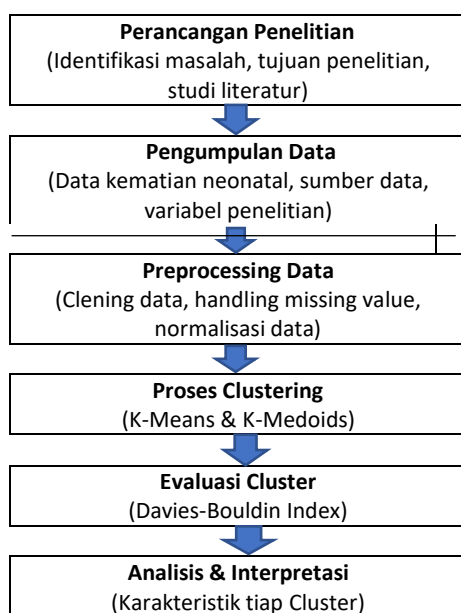 Perancangan Penelitian
(Identifikasi masalah, tujuan penelitian,
studi literatur)
Pengumpulan Data
(Data kematian neonatal, sumber data,
variabel penelitian)
Preprocessing Data
(Clening data, handling missing value,
normalisasi data)
Proses Clustering
(K-Means & K-Medoids)
Evaluasi Cluster
(Davies-Bouldin Index)
Analisis & Interpretasi
(Karakteristik tiap Cluster)